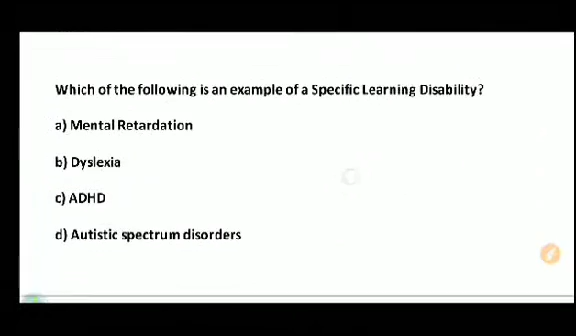 Which of the following is an example of a Specific Learning Disability?
a) Mental Retardation
b) Dyslexia
c) ADHD
d) Autistic spectrum disorders